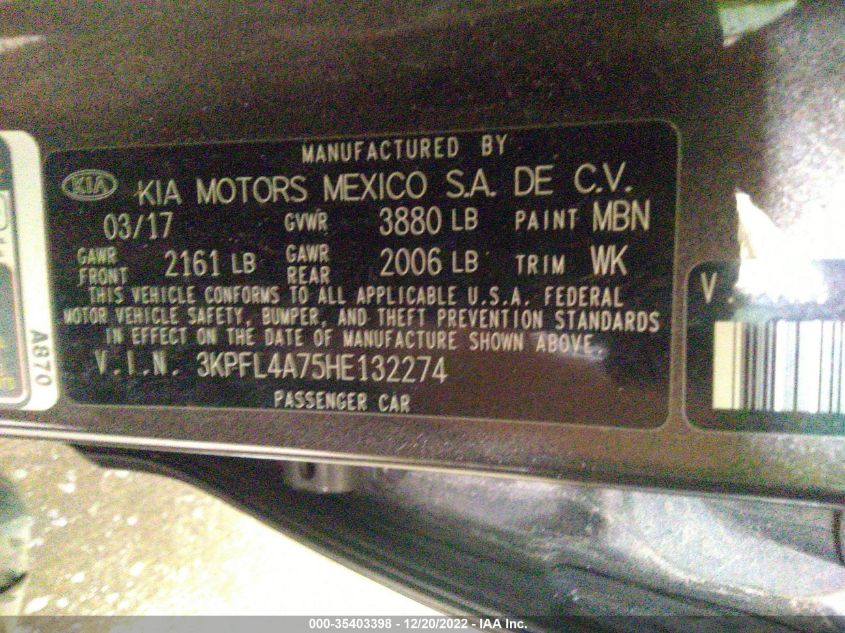 MANUFACTURED BY
KIA KIA MOTORS MEXICO S.A. DE C.V.
03/17 GVWR 3880 LB PAINT MBN
GAWR FRONT 2161 LB GAWR REAR 2006 LB TRIM WK
THIS VEHICLE CONFORMS TO ALL APPLICABLE U.S.A. FEDERAL
MOTOR VEHICLE SAFETY, BUMPER, AND THEFT PREVENTION STANDARDS
IN EFFECT ON THE DATE OF MANUFACTURE SHOWN ABOVE.
V.I.N. 3KPFL4A75HE132274
PASSENGER CAR
A870
V.
000-35403398 - 12/20/2022 - IAA Inc.